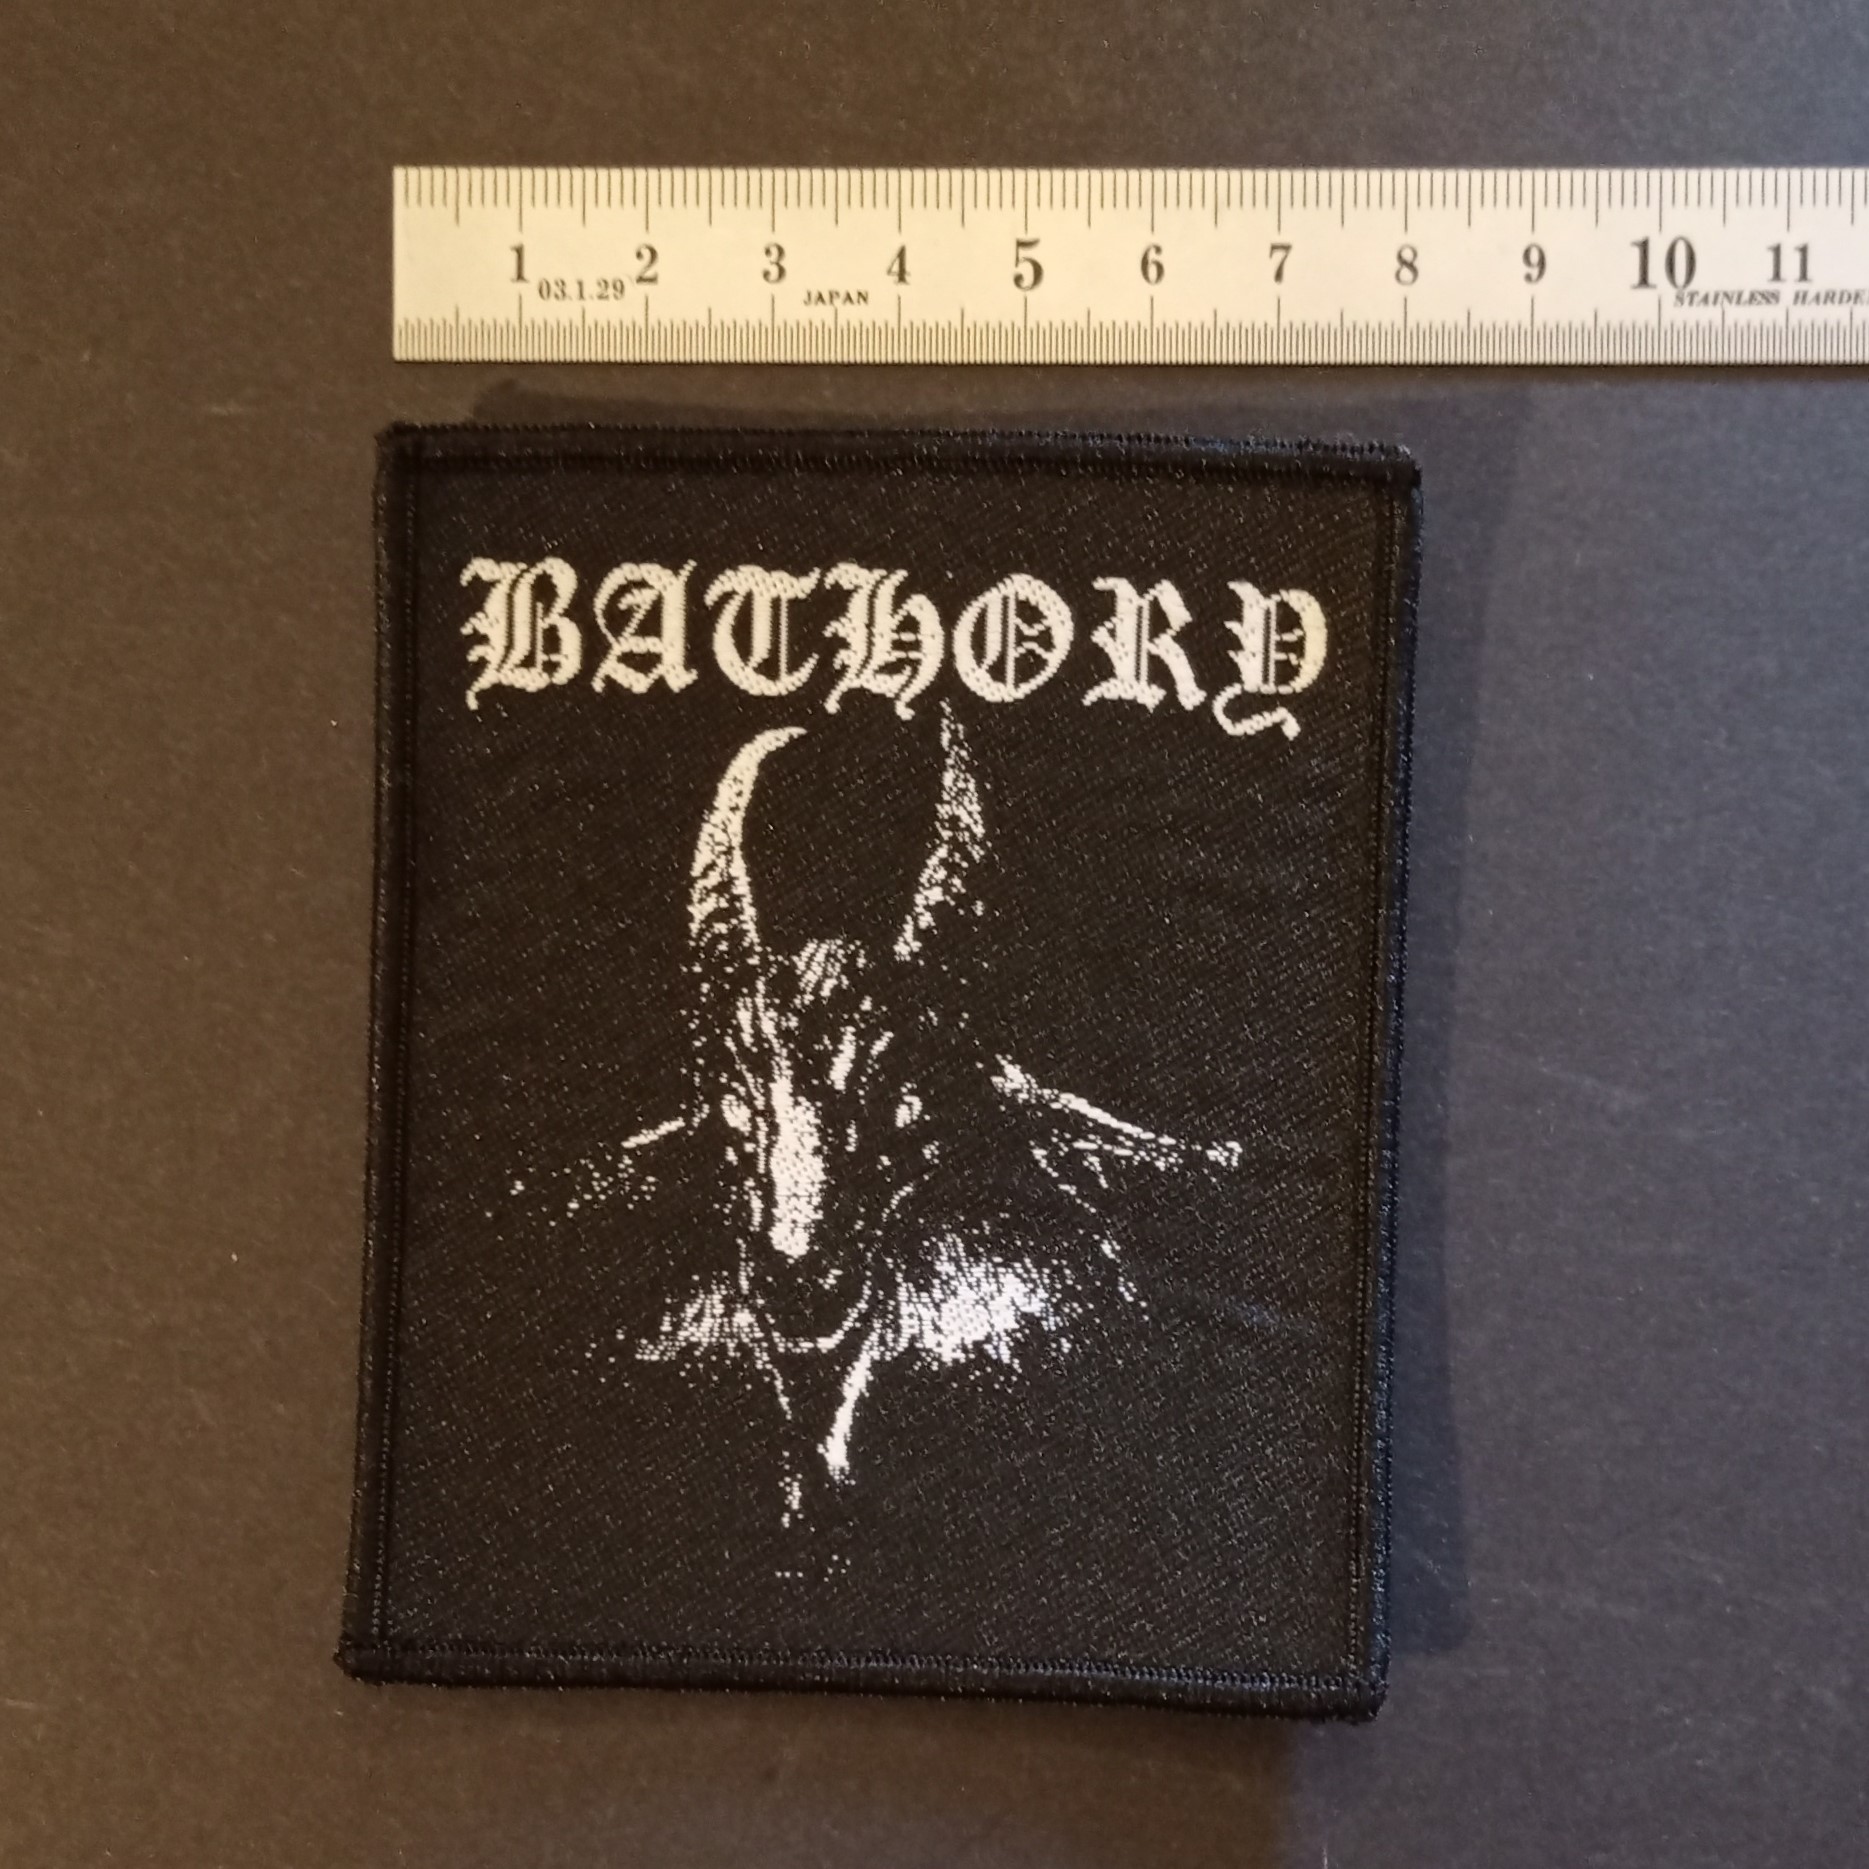 1 2 3 4 5 6 7 8 9 10 11
03.1.29 JAPAN STAINLESS HARDE
BATHORY